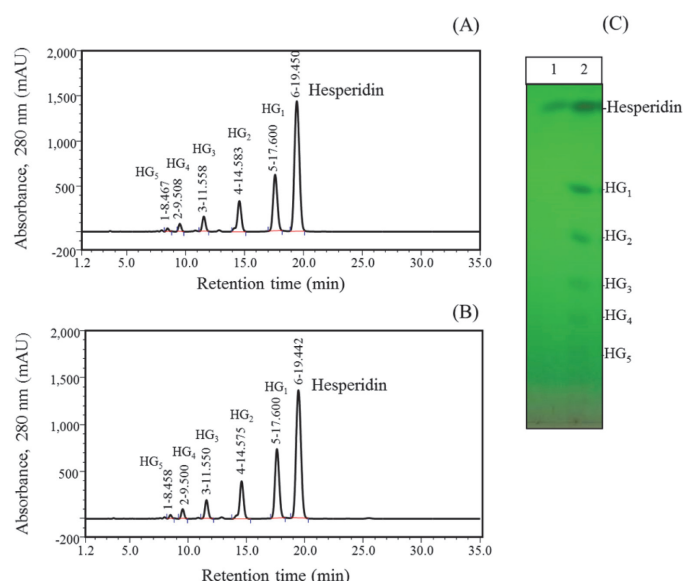 (A)
Absorbance, 280 nm (mAU)
2,000
1,500
1,000
500
-200
1.2 5.0 10.0 15.0 20.0 25.0 30.0 35.0
Retention time (min)
HG5 1-8.467
HG4 2-9.508
HG3 3-11.558
HG2 4-14.583
HG1 5-17.600
6-19.450 Hesperidin
(B)
Absorbance, 280 nm (mAU)
2,000
1,500
1,000
500
-200
1.2 5.0 10.0 15.0 20.0 25.0 30.0 35.0
Retention time (min)
HG5 1-8.458
HG4 2-9.500
HG3 3-11.550
HG2 4-14.575
HG1 5-17.600
6-19.442 Hesperidin
(C)
1 2
Hesperidin
HG1
HG2
HG3
HG4
HG5